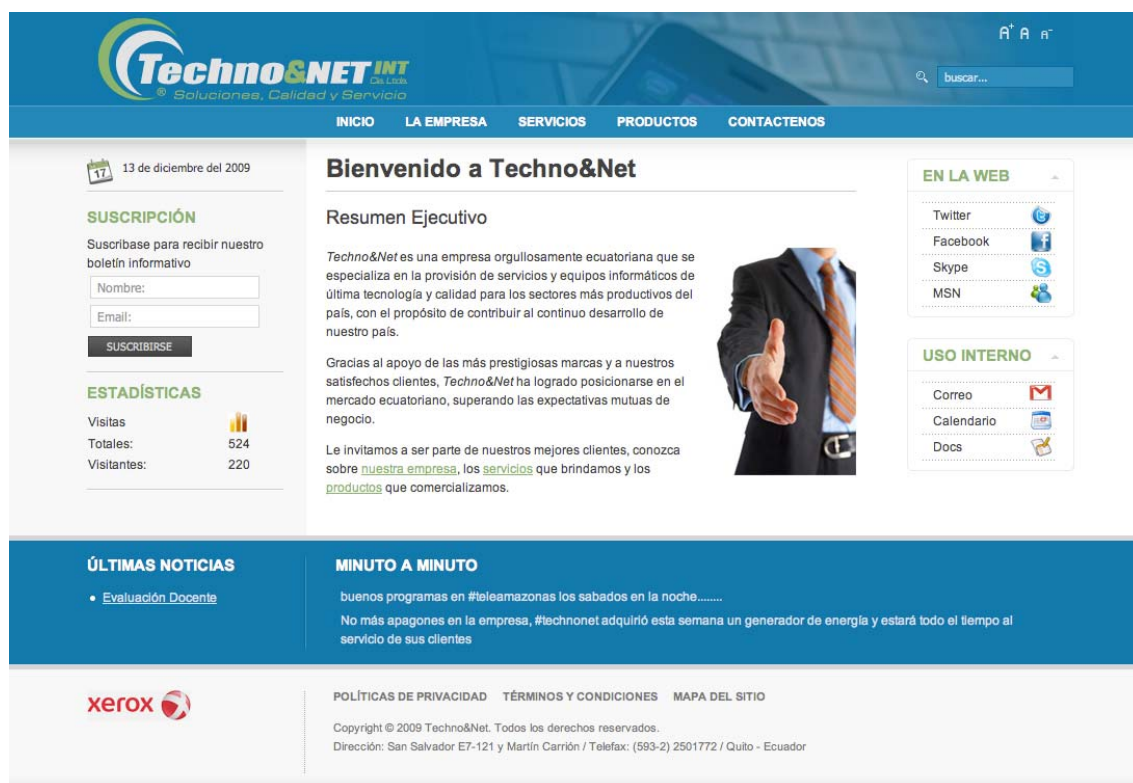 Techno&NET INT
Cía. Ltda.
® Soluciones, Calidad y Servicio
A+ A A-
buscar...
INICIO LA EMPRESA SERVICIOS PRODUCTOS CONTACTENOS
17
13 de diciembre del 2009
SUSCRIPCIÓN
Suscribase para recibir nuestro
boletín informativo
Nombre:
Email:
SUSCRIBIRSE
ESTADÍSTICAS
Visitas
Totales: 524
Visitantes: 220
Bienvenido a Techno&Net
Resumen Ejecutivo
Techno&Net es una empresa orgullosamente ecuatoriana que se
especializa en la provisión de servicios y equipos informáticos de
última tecnología y calidad para los sectores más productivos del
país, con el propósito de contribuir al continuo desarrollo de
nuestro país.
Gracias al apoyo de las más prestigiosas marcas y a nuestros
satisfechos clientes, Techno&Net ha logrado posicionarse en el
mercado ecuatoriano, superando las expectativas mutuas de
negocio.
Le invitamos a ser parte de nuestros mejores clientes, conozca
sobre nuestra empresa, los servicios que brindamos y los
productos que comercializamos.
EN LA WEB
Twitter
Facebook
Skype
MSN
USO INTERNO
Correo
Calendario
Docs
ÚLTIMAS NOTICIAS
• Evaluación Docente
MINUTO A MINUTO
buenos programas en #teleamazonas los sabados en la noche........
No más apagones en la empresa, #technonet adquirió esta semana un generador de energía y estará todo el tiempo al
servicio de sus clientes
xerox
POLÍTICAS DE PRIVACIDAD TÉRMINOS Y CONDICIONES MAPA DEL SITIO
Copyright © 2009 Techno&Net. Todos los derechos reservados.
Dirección: San Salvador E7-121 y Martín Carrión / Telefax: (593-2) 2501772 / Quito - Ecuador